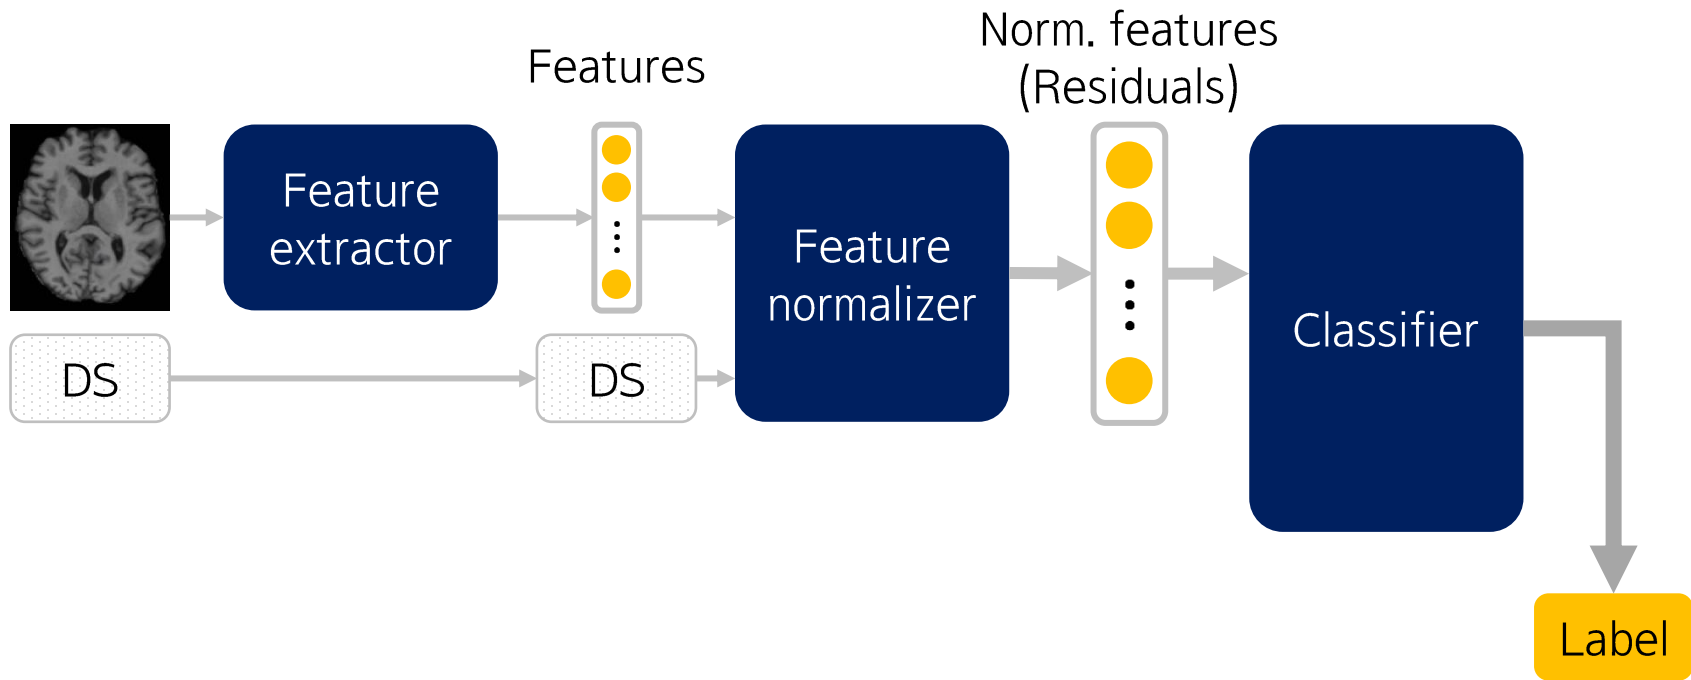 Features
Norm. features
(Residuals)
Feature
extractor
Feature
normalizer
Classifier
DS
DS
Label